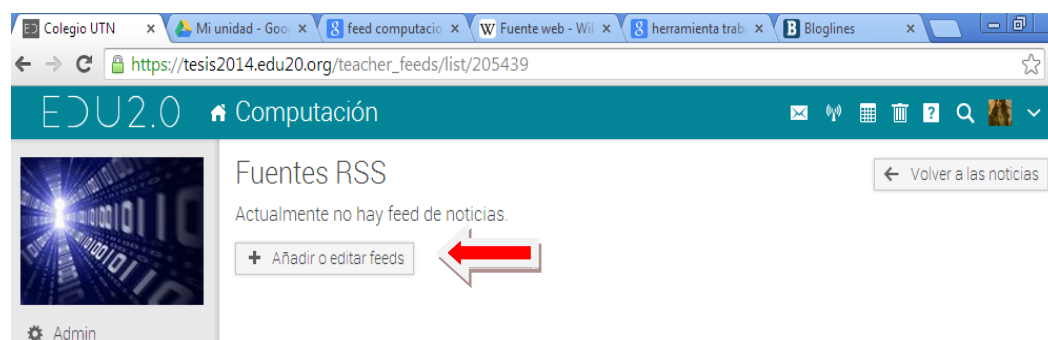 Colegio UTN Mi unidad - Goo feed computacio Fuente web - Wil herramienta trab Bloglines
https://tesis2014.edu20.org/teacher_feeds/list/205439
EDU2.0 Computación
Fuentes RSS
← Volver a las noticias
Actualmente no hay feed de noticias.
+ Añadir o editar feeds
Admin